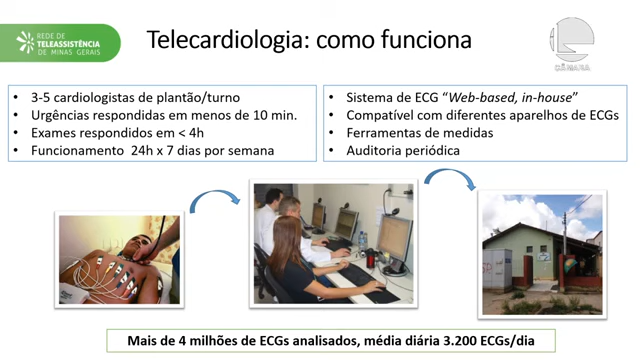 REDE DE
TELEASSISTÊNCIA
DE MINAS GERAIS
Telecardiologia: como funciona
CÂMARA
• 3-5 cardiologistas de plantão/turno
• Urgências respondidas em menos de 10 min.
• Exames respondidos em < 4h
• Funcionamento 24h x 7 dias por semana
• Sistema de ECG “Web-based, in-house”
• Compatível com diferentes aparelhos de ECGs
• Ferramentas de medidas
• Auditoria periódica
Mais de 4 milhões de ECGs analisados, média diária 3.200 ECGs/dia